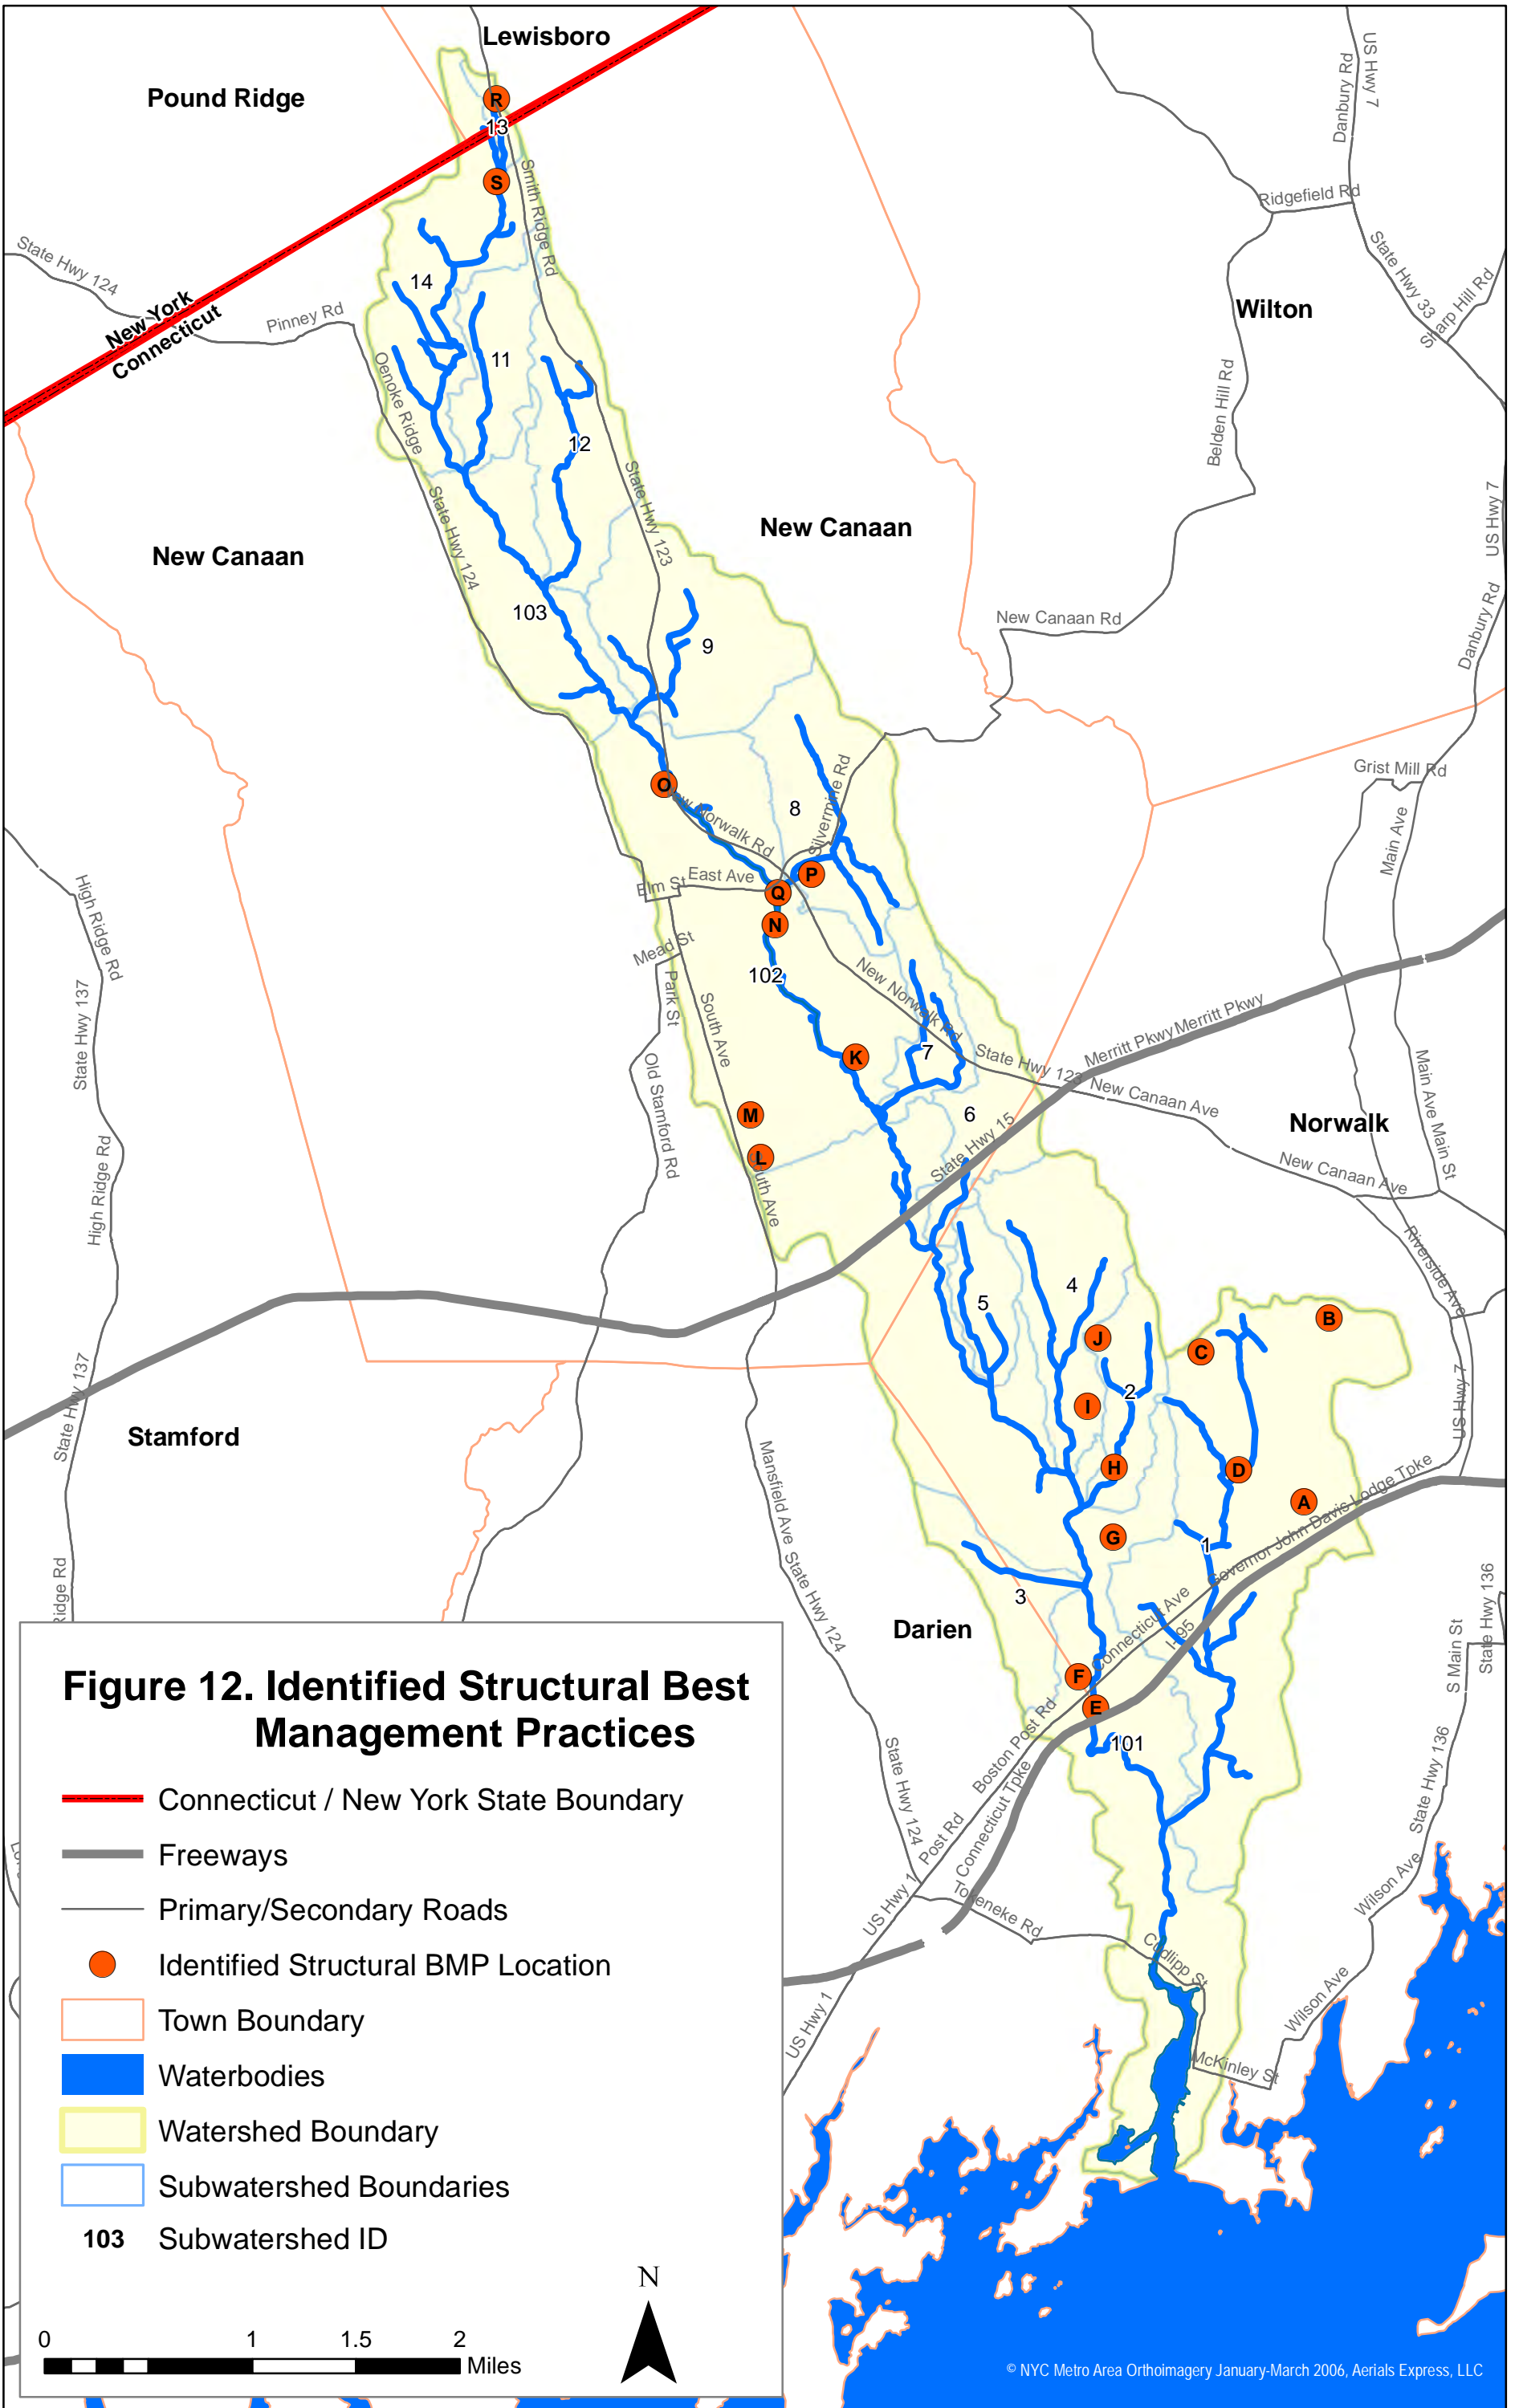 Lewisboro
Pound Ridge
R
13
S
Smith Ridge Rd
Danbury Rd
US Hwy 7
Ridgefield Rd
State Hwy 33
Sharp Hill Rd
Wilton
State Hwy 124
New York
Connecticut
Pinney Rd
14
11
Oenoke Ridge
12
Belden Hill Rd
State Hwy 123
State Hwy 124
New Canaan
New Canaan
US Hwy 7
103
9
New Canaan Rd
Danbury Rd
O
New Norwalk Rd
8
Silvermine Rd
Grist Mill Rd
Main Ave
Elm St
East Ave
P
Q
N
High Ridge Rd
Mead St
102
Park St
South Ave
New Norwalk Rd
State Hwy 137
K
7
State Hwy 123
Merritt Pkwy
Merritt Pkwy
Old Stamford Rd
M
6
New Canaan Ave
Main Ave
Main St
Norwalk
High Ridge Rd
L
South Ave
State Hwy 15
New Canaan Ave
Riverside Ave
4
5
J
B
C
2
I
State Hwy 137
US Hwy 7
Stamford
H
D
A
Mansfield Ave
State Hwy 124
G
1
Governor John Davis Lodge Tpke
3
Ridge Rd
Darien
Connecticut Ave
I-95
F
E
State Hwy 136
S Main St
101
Boston Post Rd
State Hwy 124
Post Rd
Connecticut Tpke
State Hwy 136
US Hwy 1
Tokeneke Rd
Wilson Ave
Cudlipp St
US Hwy 1
Wilson Ave
McKinley St
Figure 12. Identified Structural Best
Management Practices
Connecticut / New York State Boundary
Freeways
Primary/Secondary Roads
Identified Structural BMP Location
Town Boundary
Waterbodies
Watershed Boundary
Subwatershed Boundaries
103 Subwatershed ID
N
0 1 1.5 2
Miles
© NYC Metro Area Orthoimagery January-March 2006, Aerials Express, LLC